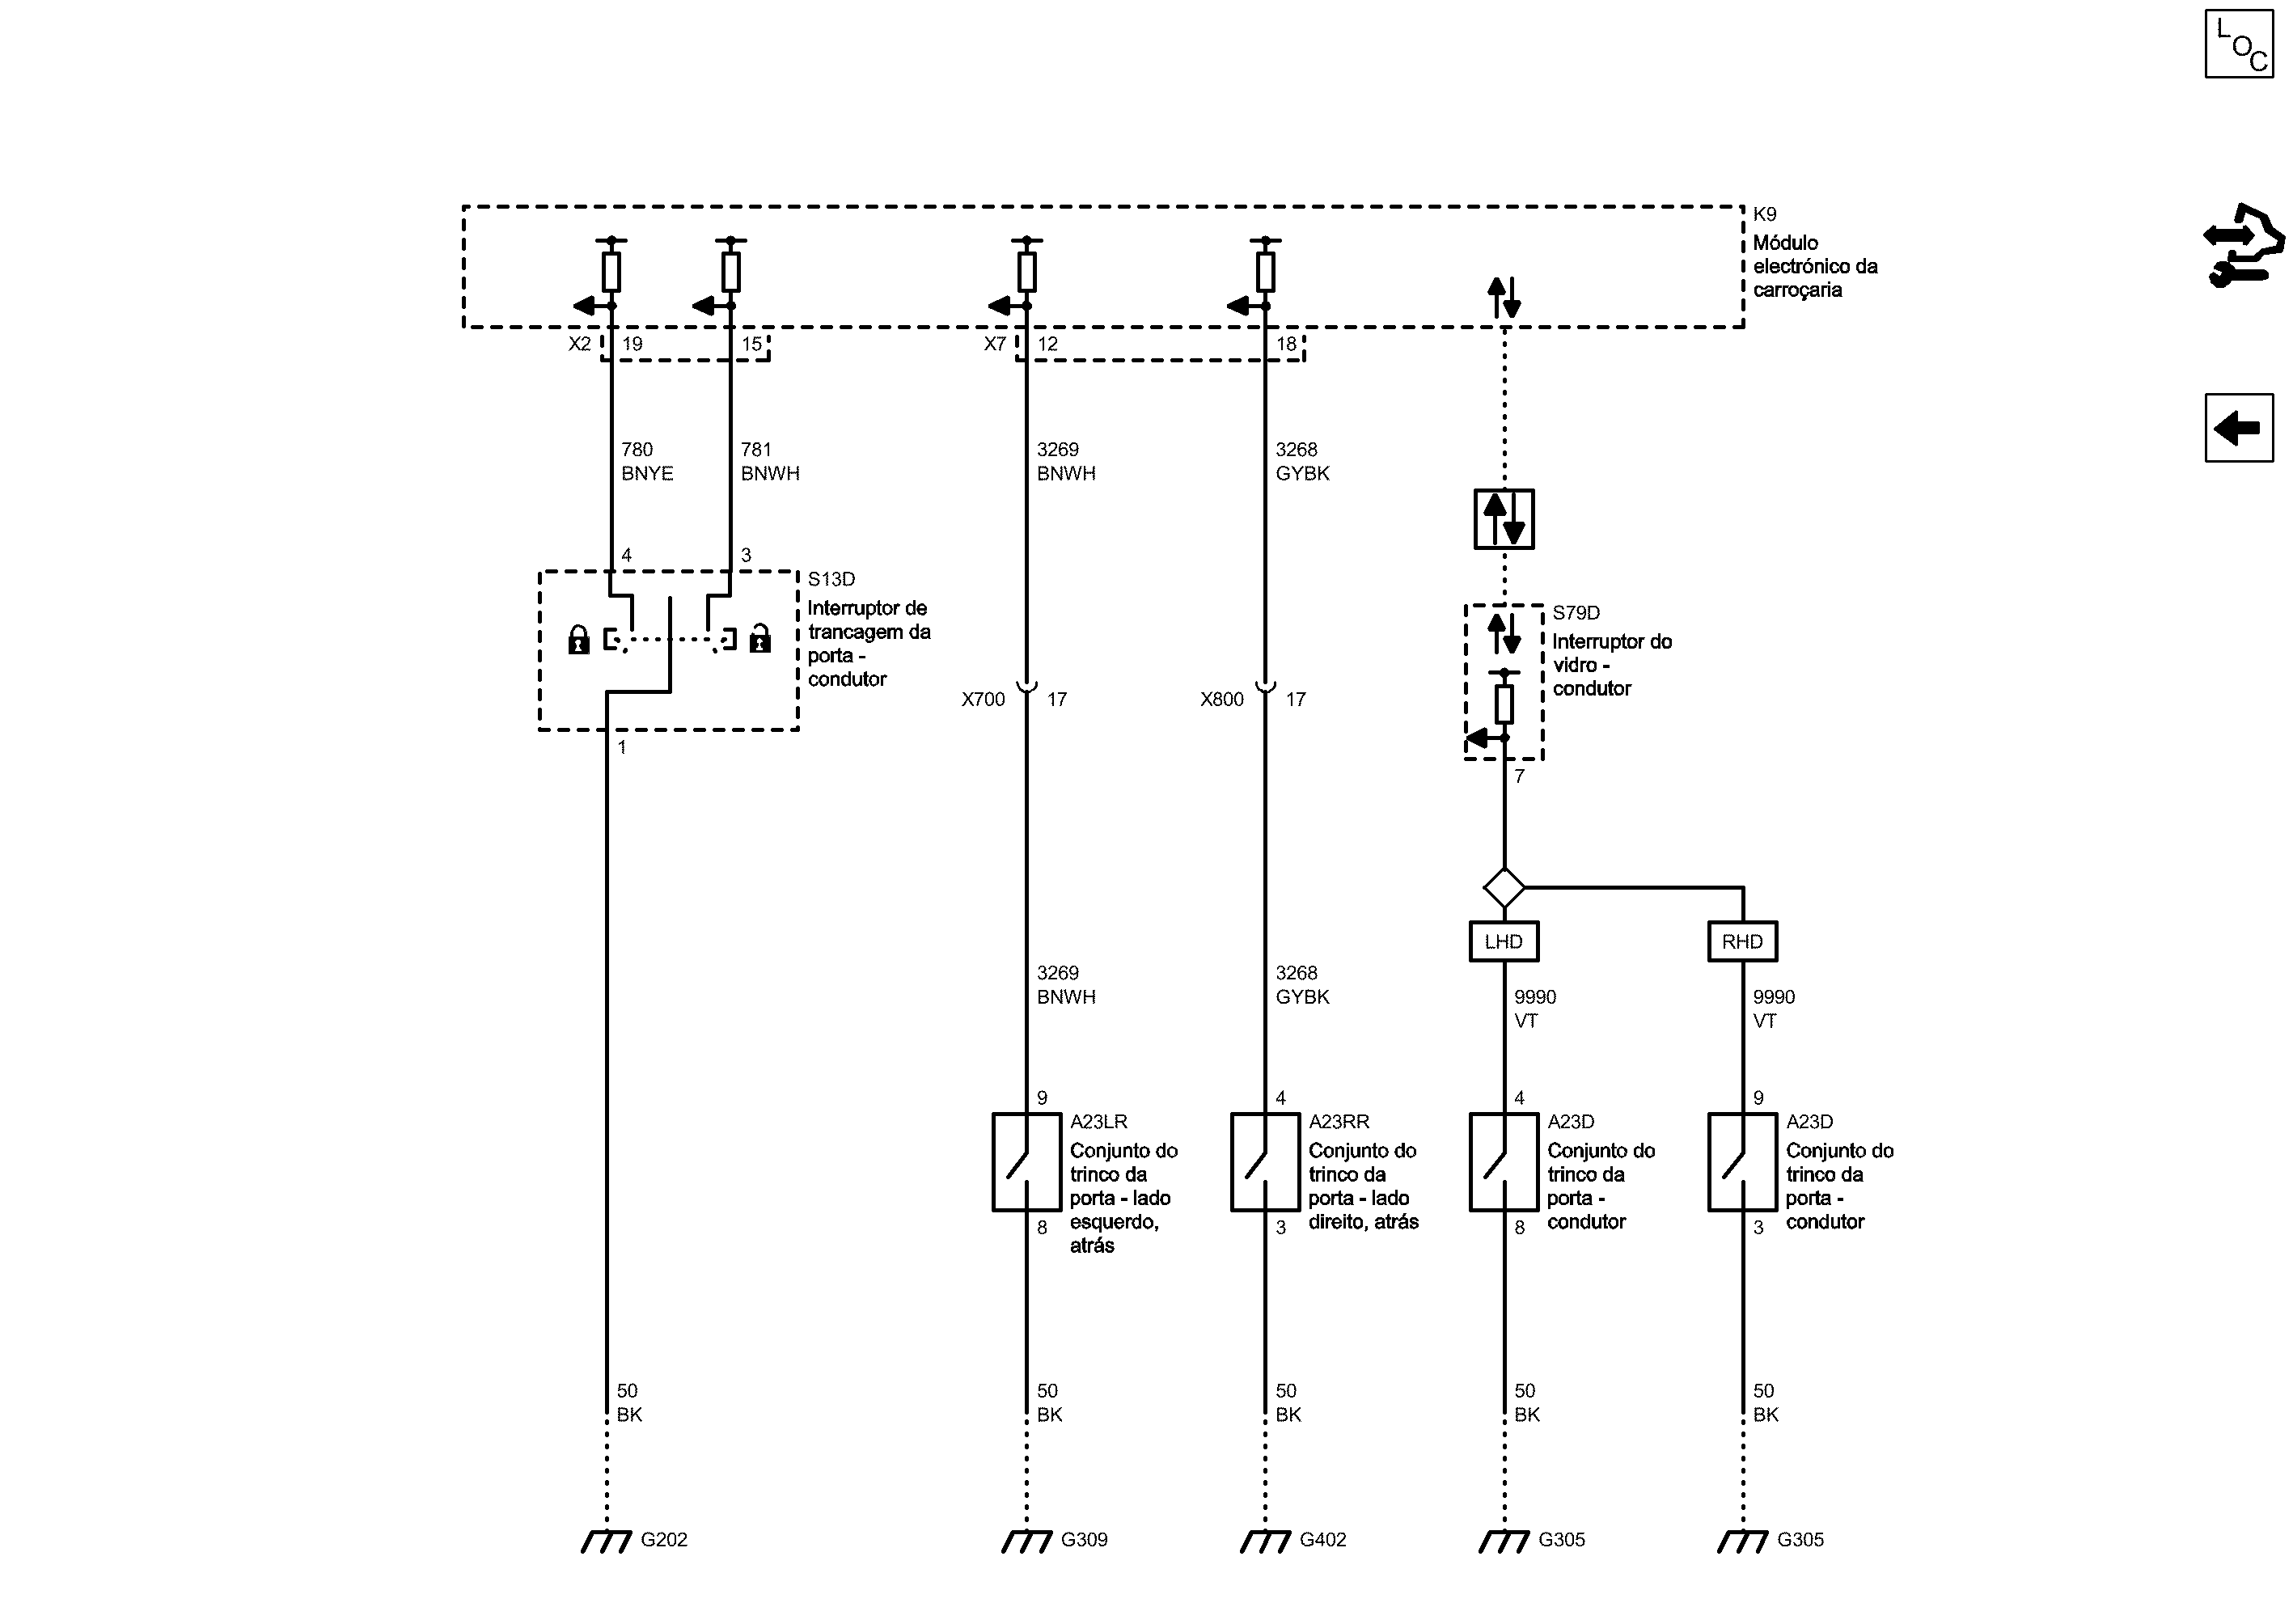 LOC
K9
Módulo
electrónico da
carroçaria
X2 19 15 X7 12 18
780 781 3269 3268
BNYE BNWH BNWH GYBK
4 3
S13D
Interruptor de
trancagem da
porta -
condutor
1
S79D
Interruptor do
vidro -
condutor
X700 17 X800 17
7
LHD RHD
3269 3268
BNWH GYBK
9990 9990
VT VT
9 4 4 9
A23LR
Conjunto do
trinco da
porta - lado
esquerdo,
atrás
A23RR
Conjunto do
trinco da
porta - lado
direito, atrás
A23D
Conjunto do
trinco da
porta -
condutor
A23D
Conjunto do
trinco da
porta -
condutor
8 3 8 3
50 50 50 50 50
BK BK BK BK BK
G202 G309 G402 G305 G305